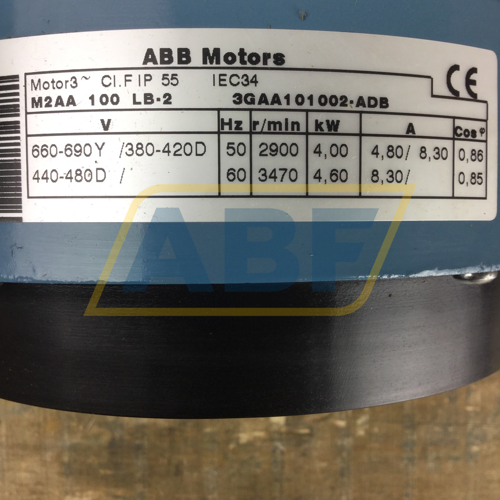 ABB Motors
Motor3~ Cl.F IP 55 IEC34
M2AA 100 LB-2 3GAA101002-ADB
V Hz r/min kW A Cos φ
660-690Y /380-420D 50 2900 4,00 4,80/ 8,30 0,86
440-480D / 60 3470 4,60 8,30/ 0,85
CE
ABF